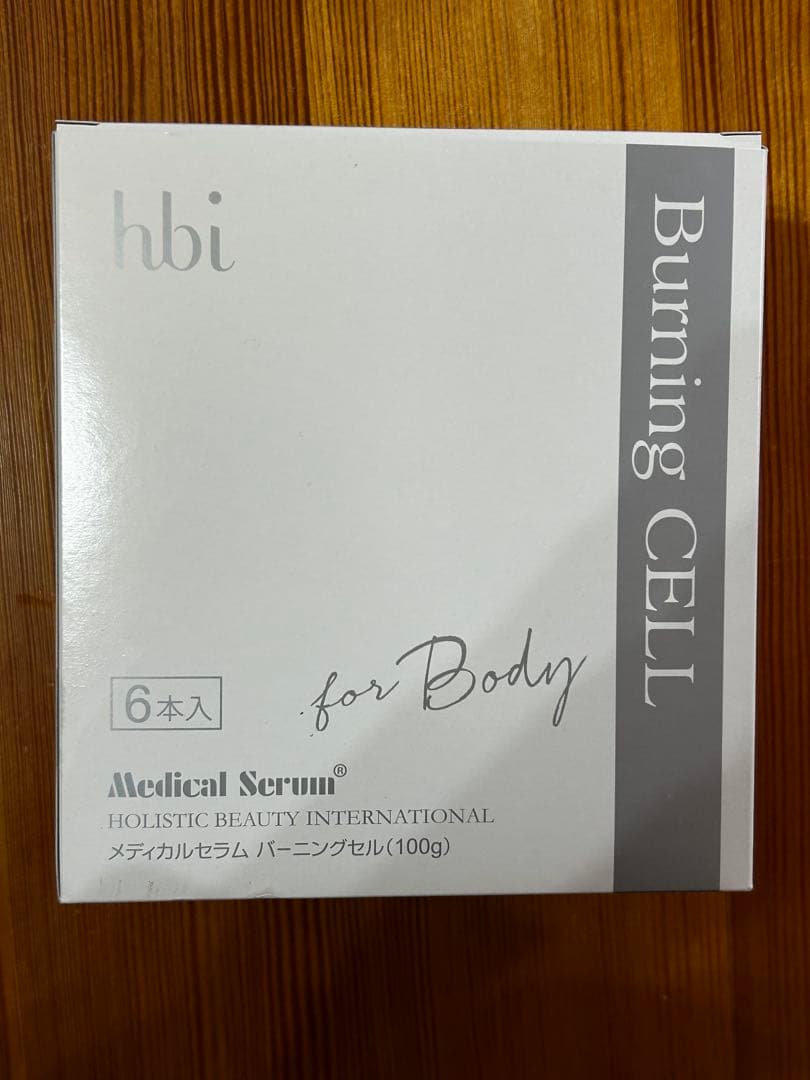 hbi
Burning CELL
for Body
6本入
Medical Serum®
HOLISTIC BEAUTY INTERNATIONAL
メディカルセラム バーニングセル(100g)